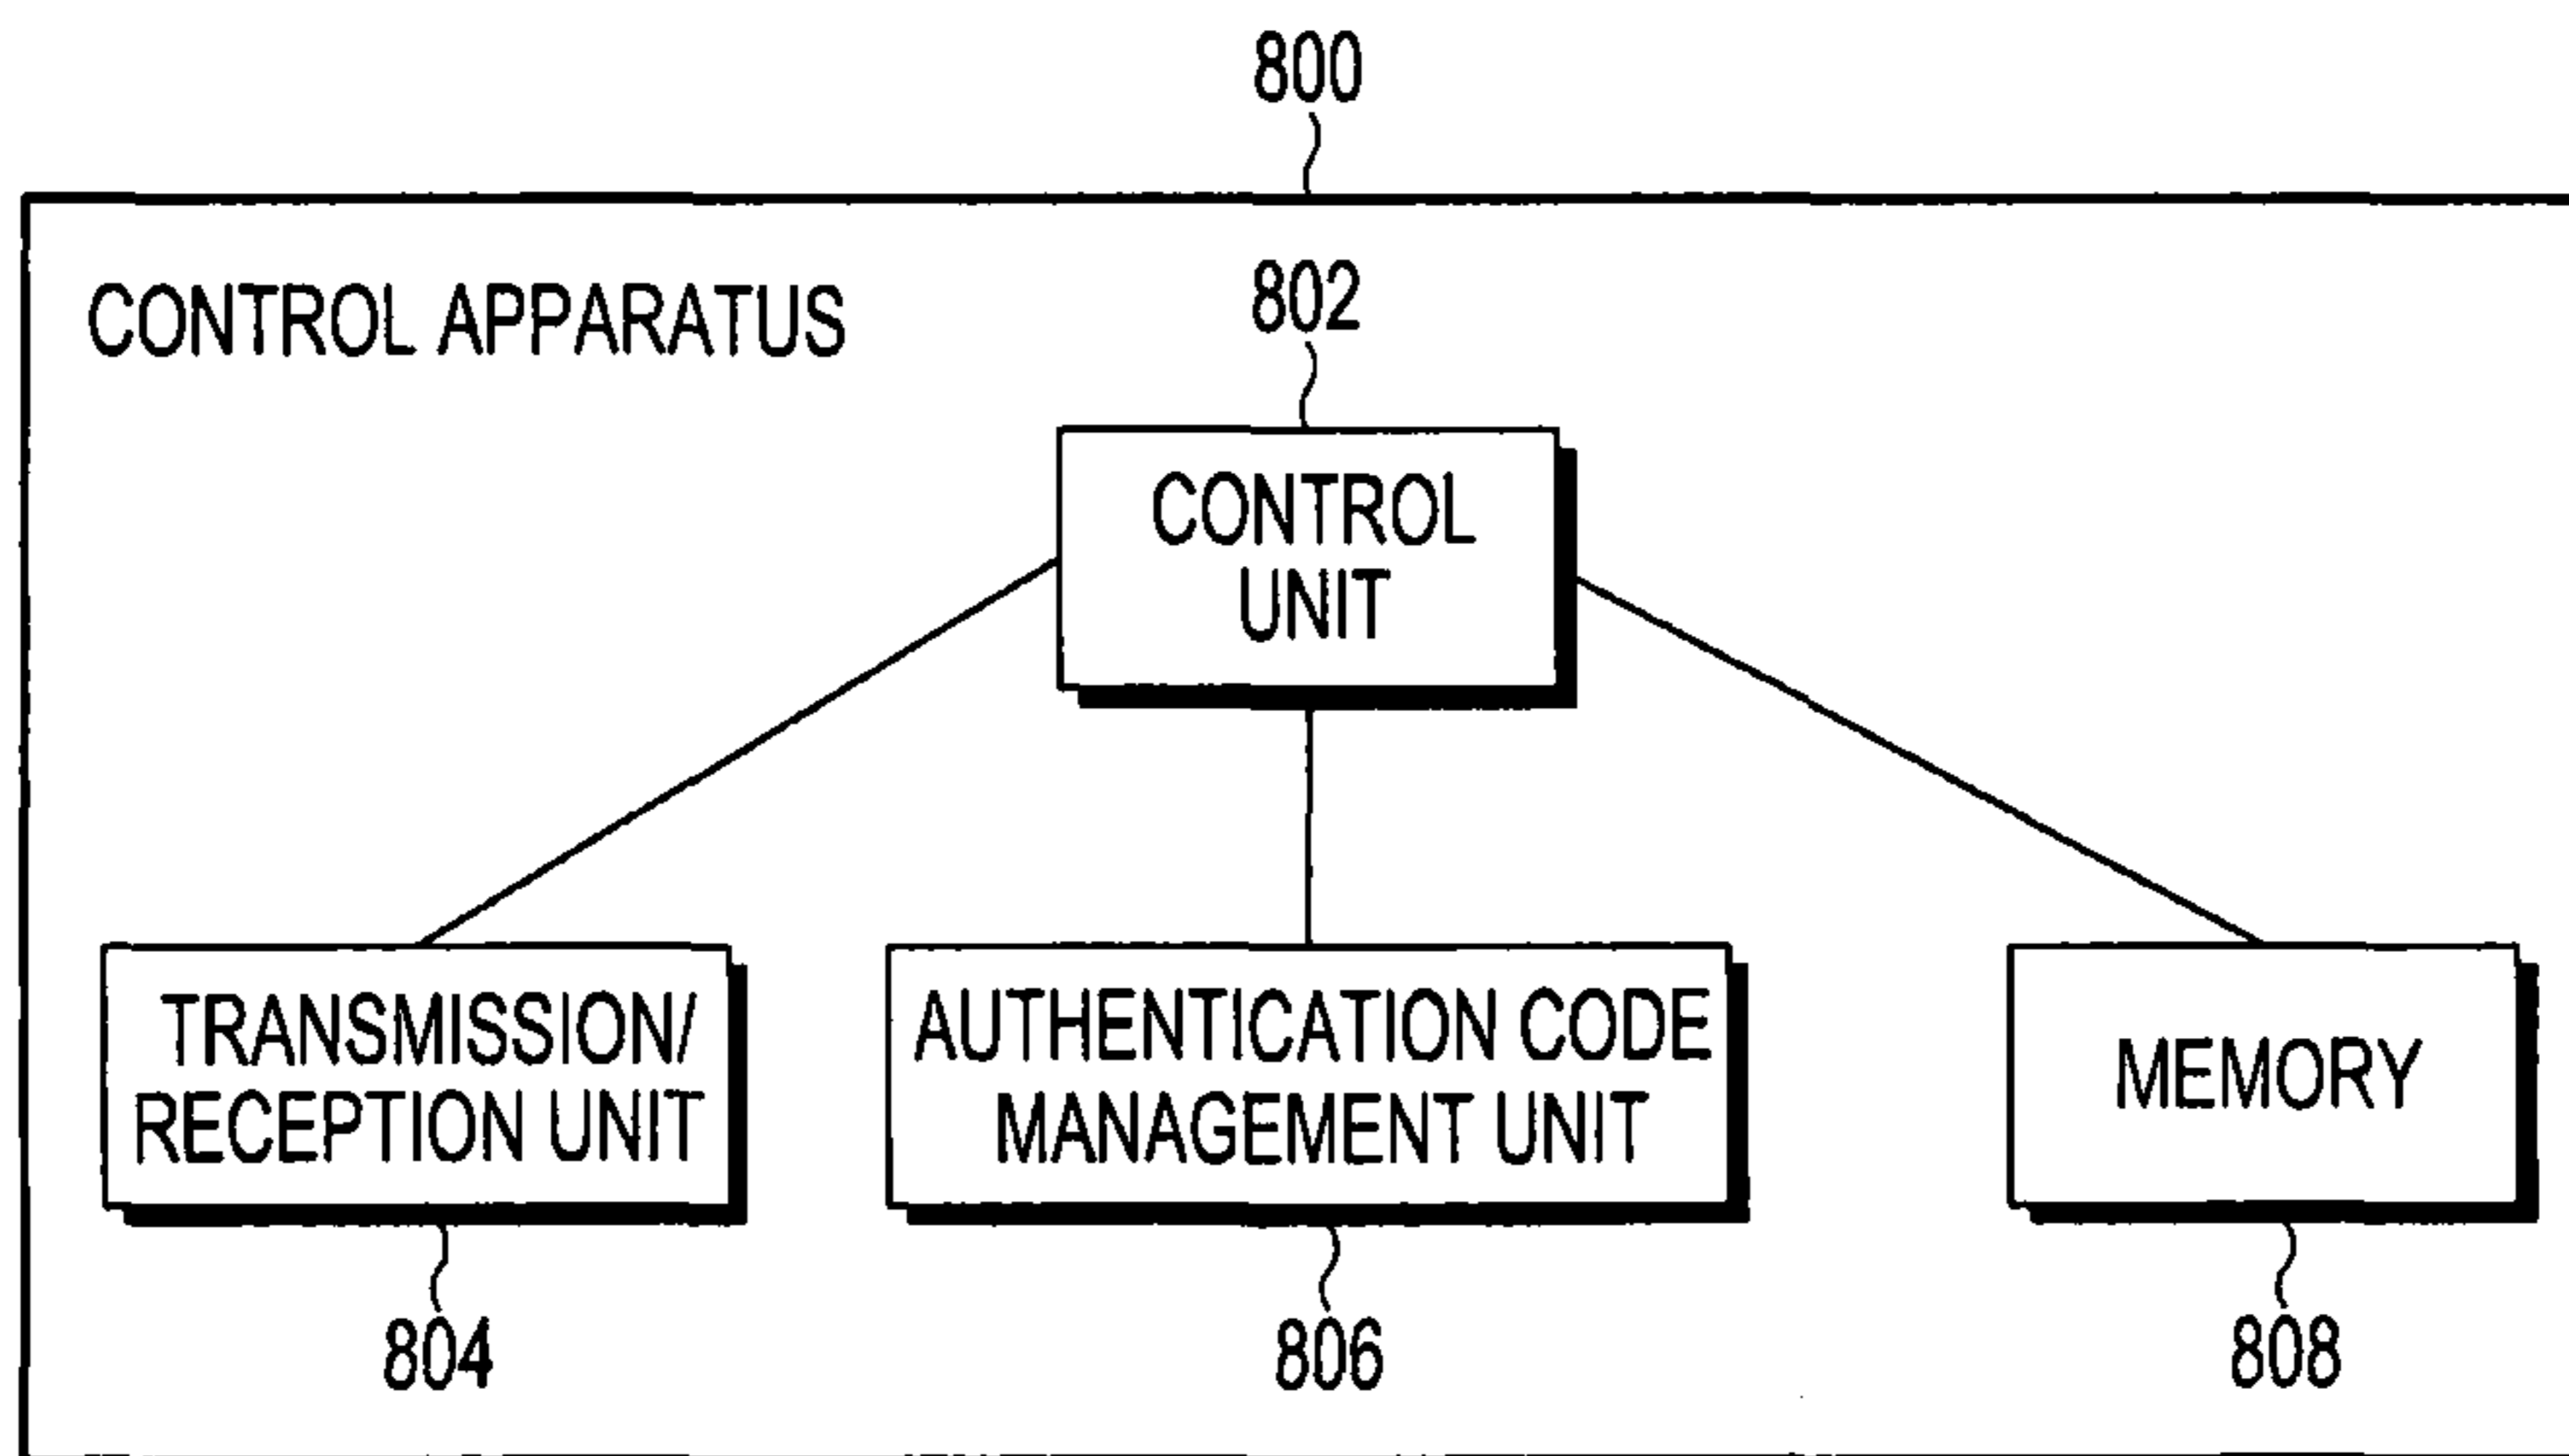 800
CONTROL APPARATUS
802
CONTROL
UNIT
TRANSMISSION/
RECEPTION UNIT
AUTHENTICATION CODE
MANAGEMENT UNIT
MEMORY
804
806
808